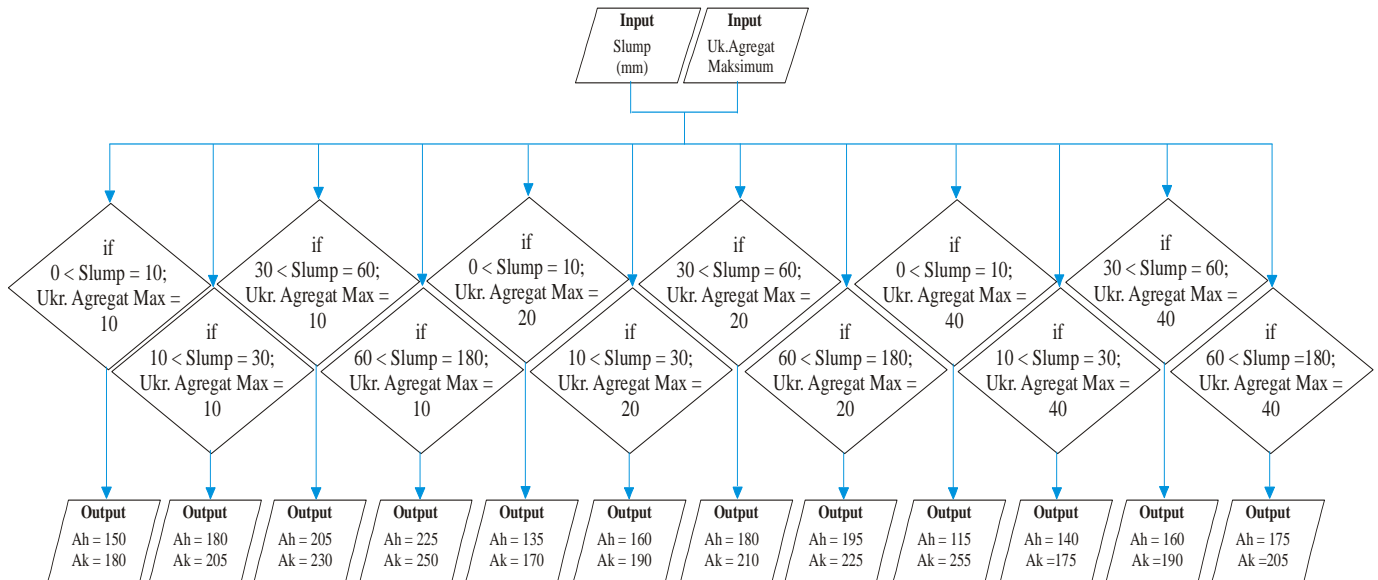 Input
Slump
(mm)
Input
Uk.Agregat
Maksimum
if
0 < Slump = 10;
Ukr. Agregat Max =
10
if
10 < Slump = 30;
Ukr. Agregat Max =
10
if
30 < Slump = 60;
Ukr. Agregat Max =
10
if
60 < Slump = 180;
Ukr. Agregat Max =
10
if
0 < Slump = 10;
Ukr. Agregat Max =
20
if
10 < Slump = 30;
Ukr. Agregat Max =
20
if
30 < Slump = 60;
Ukr. Agregat Max =
20
if
60 < Slump = 180;
Ukr. Agregat Max =
20
if
0 < Slump = 10;
Ukr. Agregat Max =
40
if
10 < Slump = 30;
Ukr. Agregat Max =
40
if
30 < Slump = 60;
Ukr. Agregat Max =
40
if
60 < Slump =180;
Ukr. Agregat Max =
40
Output
Ah = 150
Ak = 180
Output
Ah = 180
Ak = 205
Output
Ah = 205
Ak = 230
Output
Ah = 225
Ak = 250
Output
Ah = 135
Ak = 170
Output
Ah = 160
Ak = 190
Output
Ah = 180
Ak = 210
Output
Ah = 195
Ak = 225
Output
Ah = 115
Ak = 255
Output
Ah = 140
Ak =175
Output
Ah = 160
Ak =190
Output
Ah = 175
Ak =205